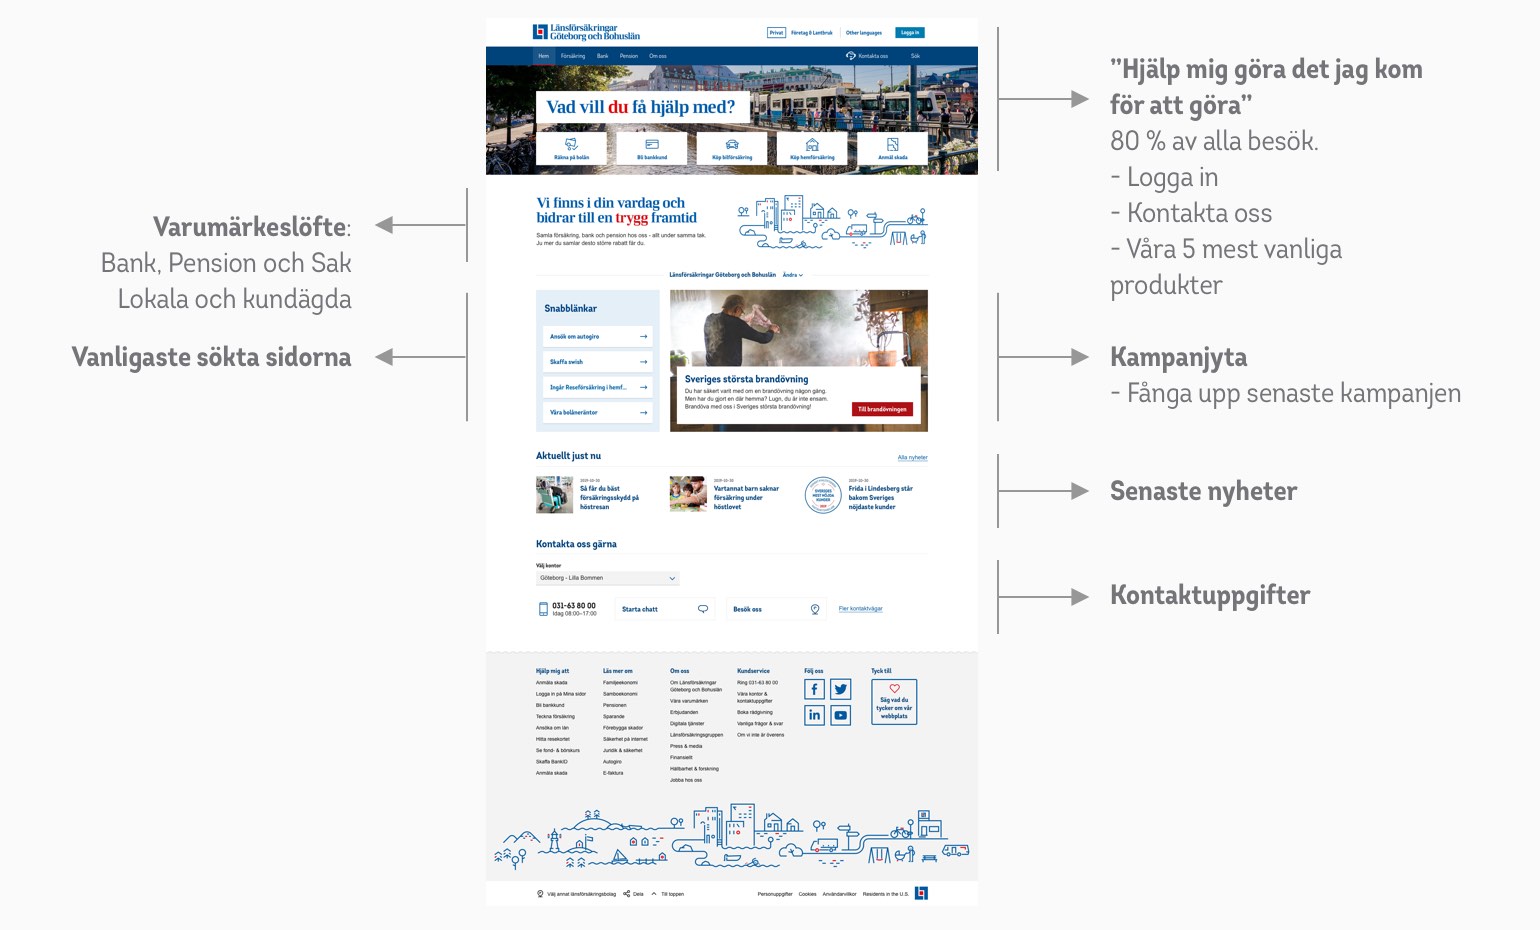 Länsförsäkringar
Göteborg och Bohuslän
Privat Företag & Lantbruk Other languages Logga in
Hem Försäkring Bank Pension Om oss Kontakta oss Sök
Vad vill du få hjälp med?
Räkna på bolån Bli bankkund Köp bilförsäkring Köp hemförsäkring Anmäl skada
Vi finns i din vardag och
bidrar till en trygg framtid
Samla försäkring, bank och pension hos oss - allt under samma tak.
Ju mer du samlar desto större rabatt får du.
Länsförsäkringar Göteborg och Bohuslän Ändra
Snabblänkar
Ansök om autogiro
Skaffa swish
Ingår Reseförsäkring i hemf...
Våra boläneräntor
Sveriges största brandövning
Du har säkert varit med om en brandövning någon gång.
Men har du gjort en där hemma? Lugn, du är inte ensam.
Brandöva med oss i Sveriges största brandövning!
Till brandövningen
Aktuellt just nu
Alla nyheter
2019-10-30
Så får du bäst
försäkringsskydd på
höstresan
2019-10-30
Vartannat barn saknar
försäkring under
höstlovet
SVERIGES
MEST NÖJDA
KUNDER
2019
2019-10-30
Frida i Lindesberg står
bakom Sveriges
nöjdaste kunder
Kontakta oss gärna
Välj kontor
Göteborg - Lilla Bommen
031-63 80 00
Idag 08:00–17:00
Starta chatt
Besök oss
Fler kontaktvägar
Hjälp mig att
Anmäla skada
Logga in på Mina sidor
Bli bankkund
Teckna försäkring
Ansöka om lån
Hitta resekortet
Se fond- & börskurs
Skaffa BankID
Anmäla skada
Läs mer om
Familjeekonomi
Samboekonomi
Pensionen
Sparande
Förebygga skador
Säkerhet på internet
Juridik & säkerhet
Autogiro
E-faktura
Om oss
Om Länsförsäkringar
Göteborg och Bohuslän
Våra varumärken
Erbjudanden
Digitala tjänster
Länsförsäkringsgruppen
Press & media
Finansiellt
Hållbarhet & forskning
Jobba hos oss
Kundservice
Ring 031-63 80 00
Våra kontor &
kontaktuppgifter
Boka rådgivning
Vanliga frågor & svar
Om vi inte är överens
Följ oss
Tyck till
Säg vad du
tycker om vår
webbplats
Välj annat länsförsäkringsbolag Dela Till toppen
Personuppgifter Cookies Användarvillkor Residents in the U.S.
Varumärkeslöfte:
Bank, Pension och Sak
Lokala och kundägda
Vanligaste sökta sidorna
”Hjälp mig göra det jag kom
för att göra”
80 % av alla besök.
- Logga in
- Kontakta oss
- Våra 5 mest vanliga
produkter
Kampanjyta
- Fånga upp senaste kampanjen
Senaste nyheter
Kontaktuppgifter